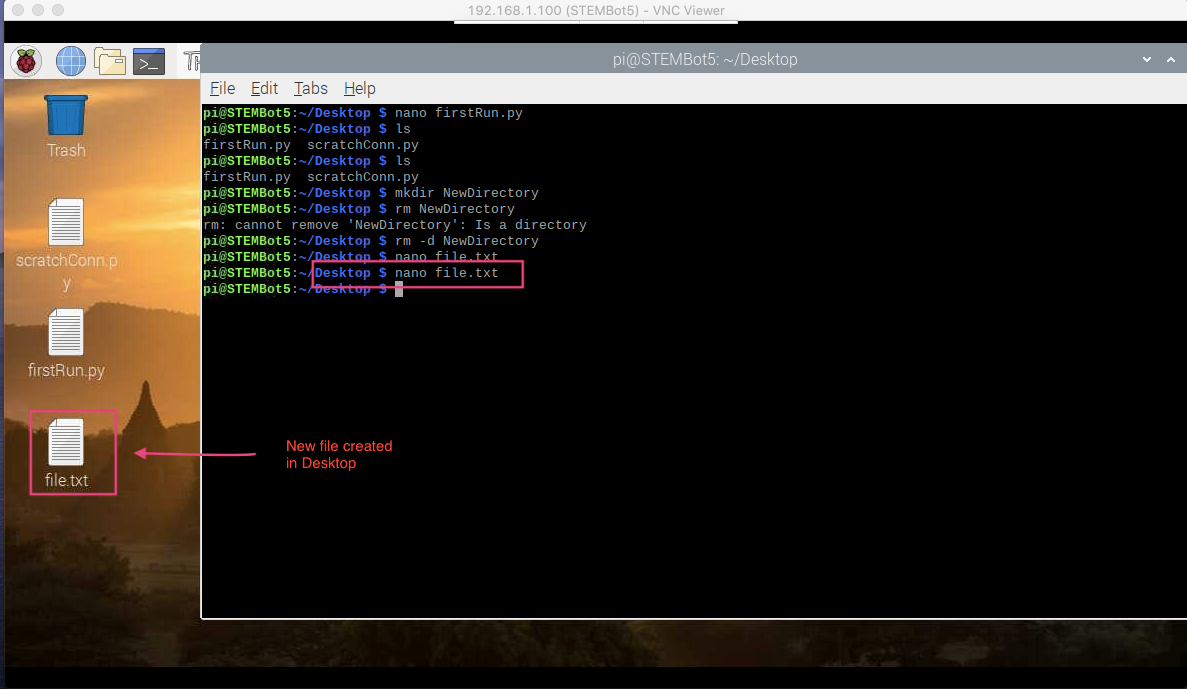 192.168.1.100 (STEMBot5) - VNC Viewer
pi@STEMBot5: ~/Desktop
File Edit Tabs Help
pi@STEMBot5:~/Desktop $ nano firstRun.py
pi@STEMBot5:~/Desktop $ ls
firstRun.py  scratchConn.py
pi@STEMBot5:~/Desktop $ ls
firstRun.py  scratchConn.py
pi@STEMBot5:~/Desktop $ mkdir NewDirectory
pi@STEMBot5:~/Desktop $ rm NewDirectory
rm: cannot remove 'NewDirectory': Is a directory
pi@STEMBot5:~/Desktop $ rm -d NewDirectory
pi@STEMBot5:~/Desktop $ nano file.txt
pi@STEMBot5:~/Desktop $ nano file.txt
pi@STEMBot5:~/Desktop $
Trash
scratchConn.p
y
firstRun.py
file.txt
New file created
in Desktop